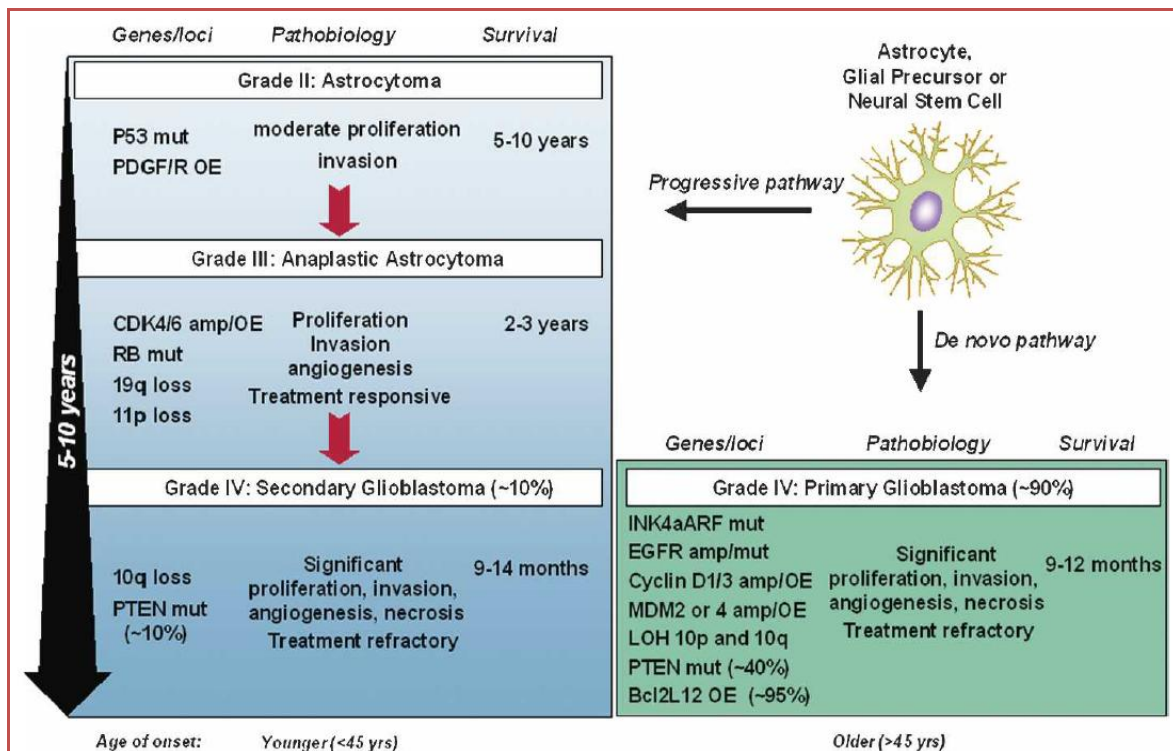 Genes/loci Pathobiology Survival
Grade II: Astrocytoma
P53 mut
PDGF/R OE
moderate proliferation
invasion
5-10 years
Grade III: Anaplastic Astrocytoma
CDK4/6 amp/OE
RB mut
19q loss
11p loss
Proliferation
Invasion
angiogenesis
Treatment responsive
2-3 years
Grade IV: Secondary Glioblastoma (~10%)
10q loss
PTEN mut
(~10%)
Significant
proliferation, invasion,
angiogenesis, necrosis
Treatment refractory
9-14 months
5-10 years
Astrocyte,
Glial Precursor or
Neural Stem Cell
Progressive pathway
De novo pathway
Genes/loci Pathobiology Survival
Grade IV: Primary Glioblastoma (~90%)
INK4aARF mut
EGFR amp/mut
Cyclin D1/3 amp/OE
MDM2 or 4 amp/OE
LOH 10p and 10q
PTEN mut (~40%)
Bcl2L12 OE (~95%)
Significant
proliferation, invasion,
angiogenesis, necrosis
Treatment refractory
9-12 months
Age of onset: Younger (<45 yrs) Older (>45 yrs)